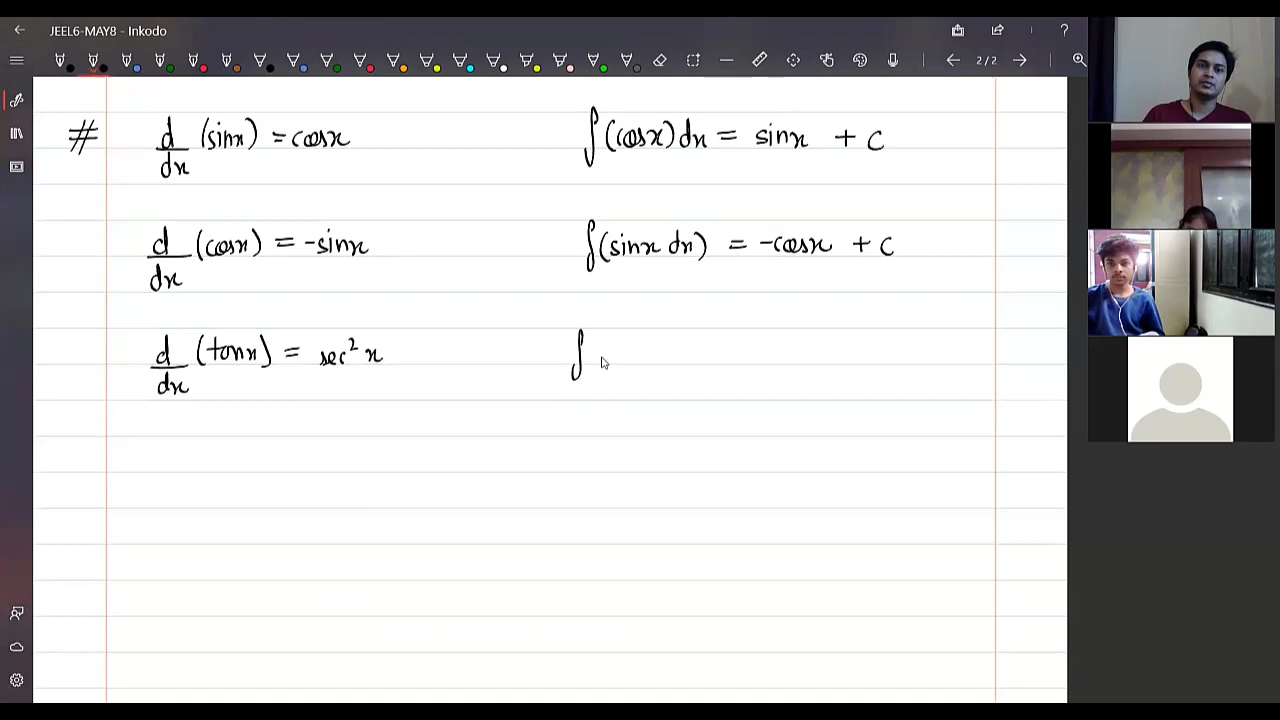 JEEL6-MAY8 - Inkodo
2/2
# d/dx (sinx) = cosx ∫(cosx)dx = sinx + c
d/dx (cosx) = -sinx ∫(sinx dx) = -cosx + c
d/dx (tanx) = sec² x ∫